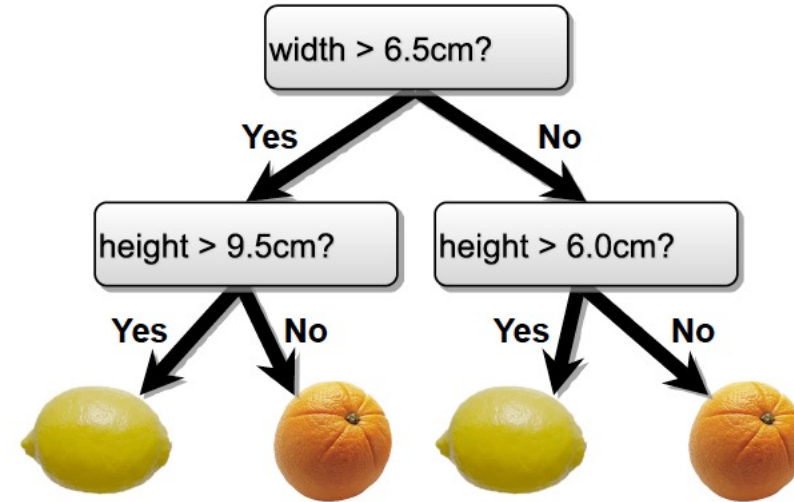 width > 6.5cm?
Yes
No
height > 9.5cm?
height > 6.0cm?
Yes
No
Yes
No